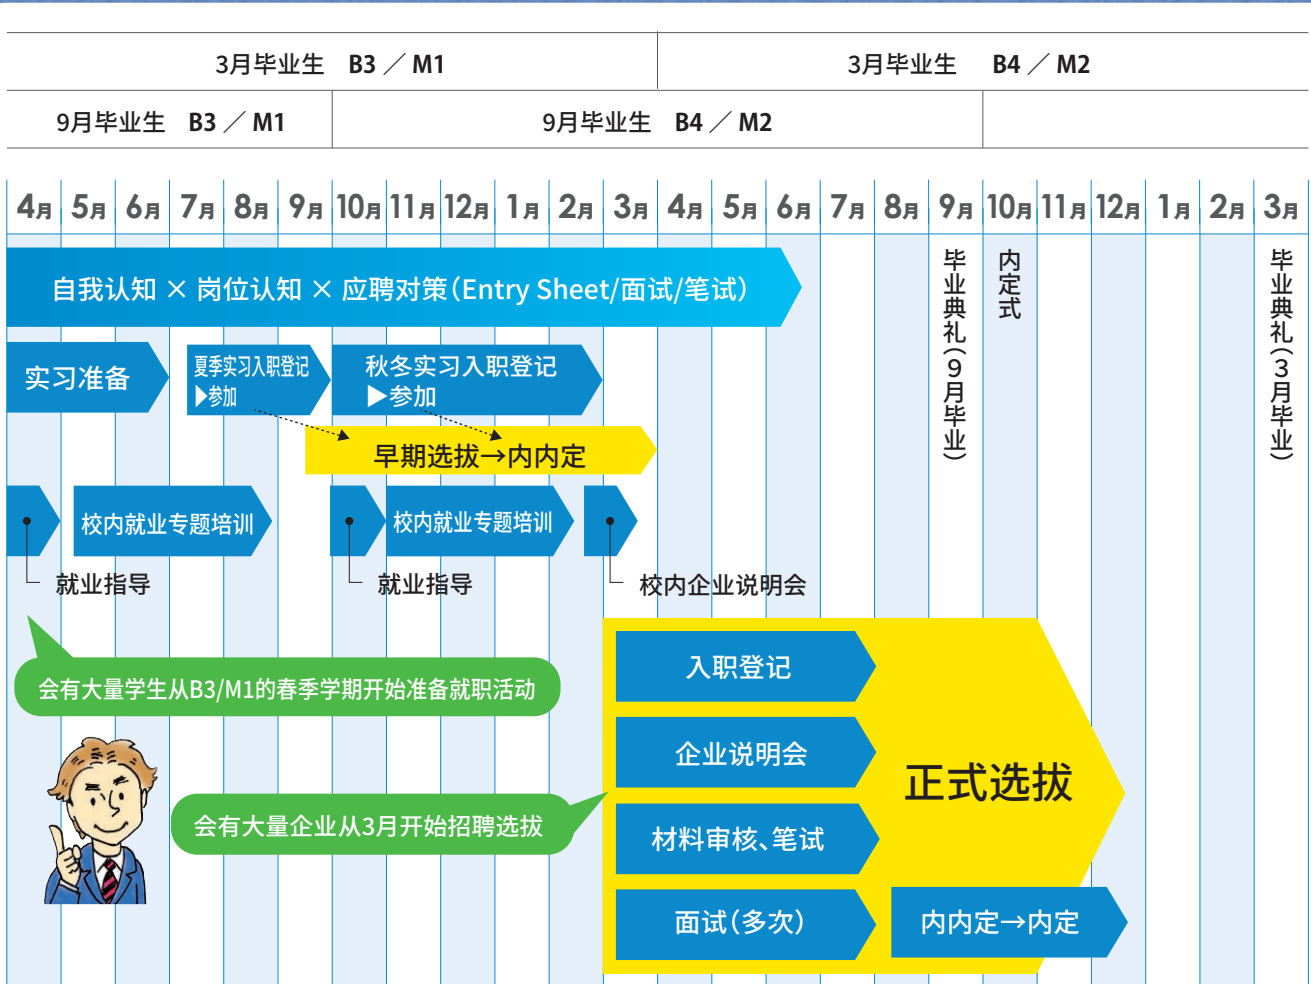 3月毕业生 B3 ／ M1
3月毕业生 B4 ／ M2
9月毕业生 B3 ／ M1
9月毕业生 B4 ／ M2
4月 5月 6月 7月 8月 9月 10月 11月 12月 1月 2月 3月 4月 5月 6月 7月 8月 9月 10月 11月 12月 1月 2月 3月
自我认知 × 岗位认知 × 应聘对策（Entry Sheet/面试/笔试）
毕业典礼（9月毕业）
内定式
毕业典礼（3月毕业）
实习准备
夏季实习入职登记
▶参加
秋冬实习入职登记
▶参加
早期选拔→内内定
校内就业专题培训
校内就业专题培训
就业指导
就业指导
校内企业说明会
会有大量学生从B3/M1的春季学期开始准备就职活动
会有大量企业从3月开始招聘选拔
入职登记
企业说明会
材料审核、笔试
面试（多次）
正式选拔
内内定→内定